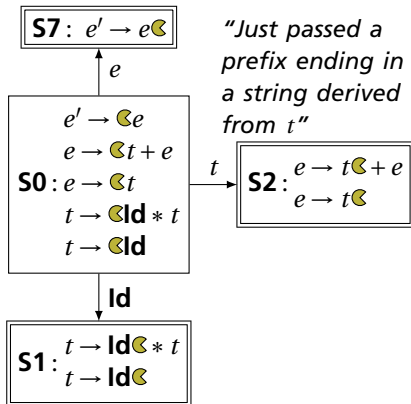 S7: e′ → e
e
"Just passed a
prefix ending in
a string derived
from t"
S0:
e′ → e
e → t + e
e → t
t → Id ∗ t
t → Id
t
S2:
e → t + e
e → t
Id
S1:
t → Id ∗ t
t → Id